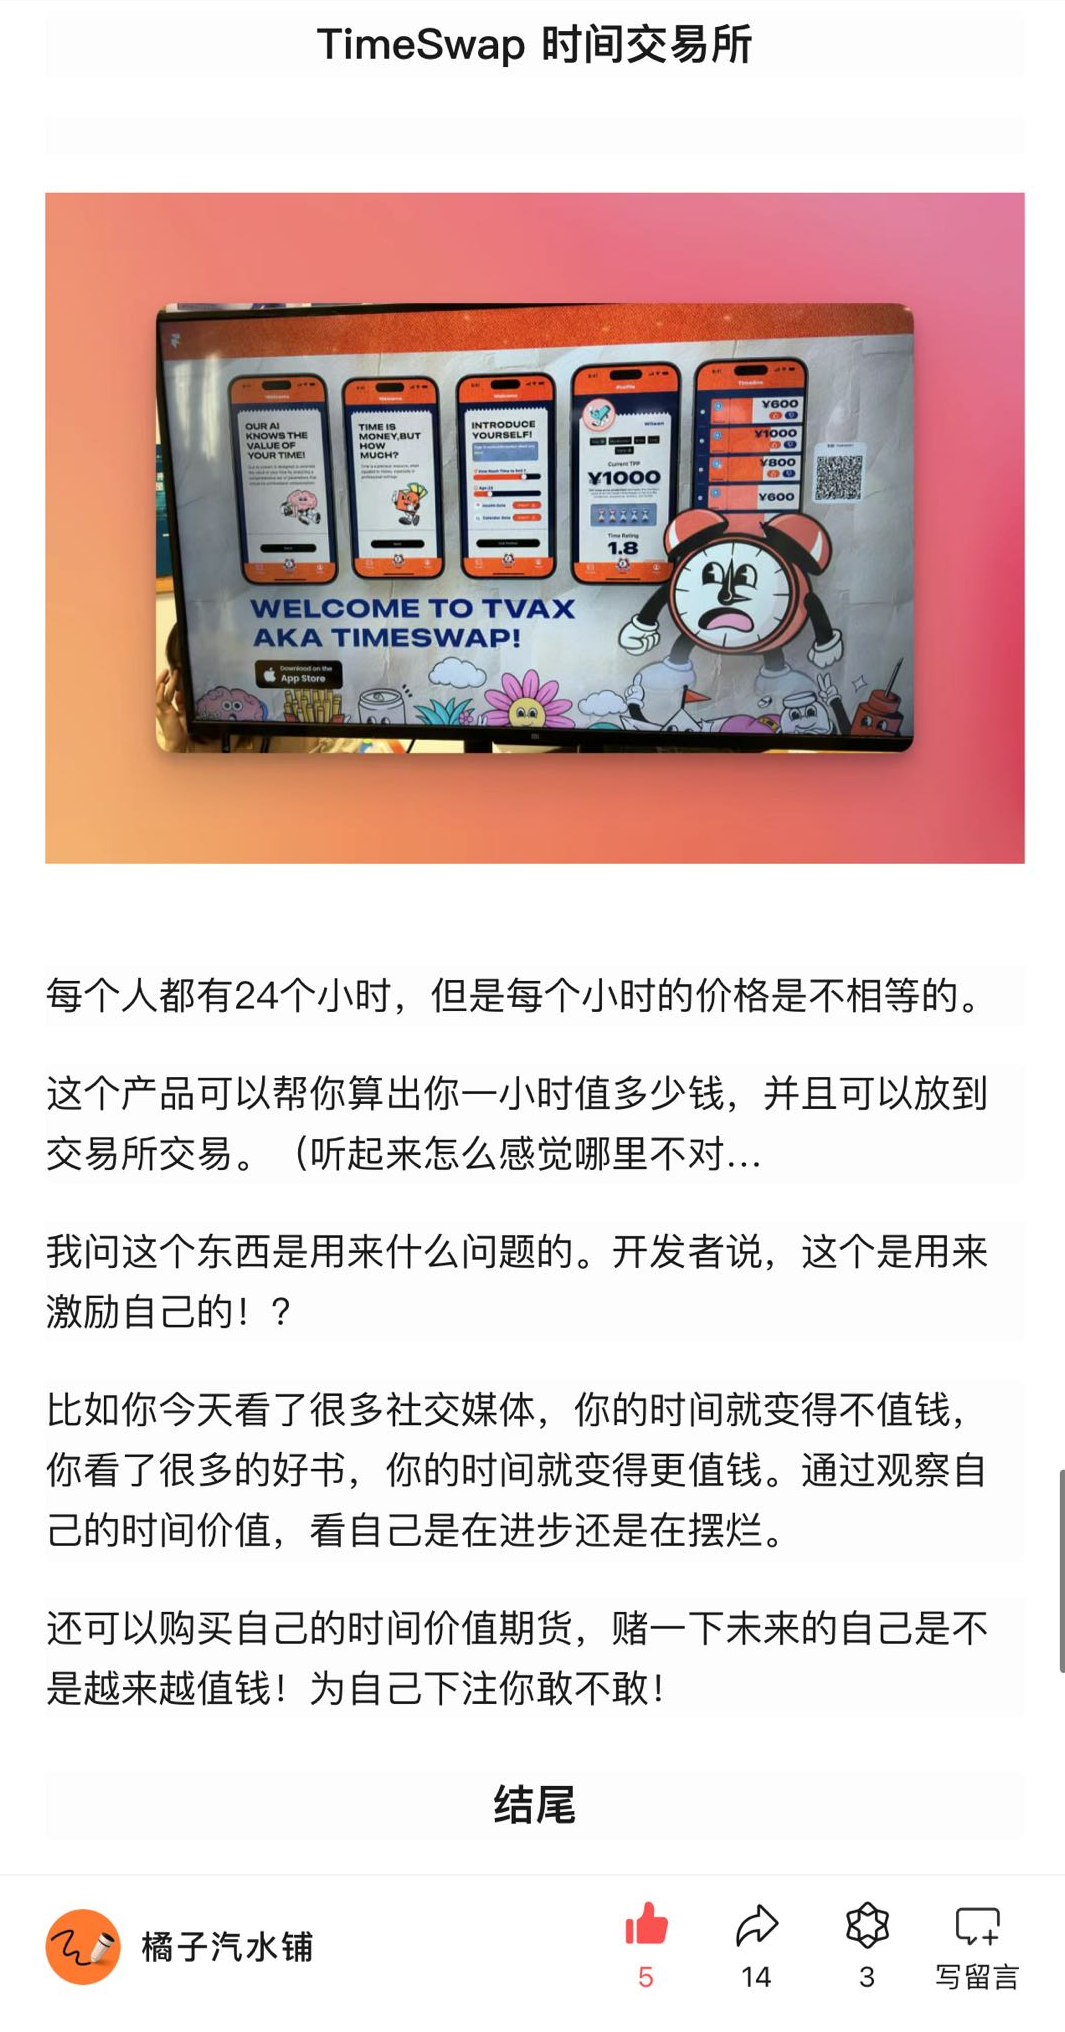 TimeSwap 时间交易所
OUR AI
KNOWS THE
VALUE OF
YOUR TIME!
TIME IS
MONEY,BUT
HOW
MUCH?
INTRODUCE
YOURSELF!
Current TPP
¥1000
Time Rating
1.8
¥600
¥1000
¥800
¥600
WELCOME TO TVAX
AKA TIMESWAP!
Download on the
App Store
每个人都有24个小时，但是每个小时的价格是不相等的。
这个产品可以帮你算出你一小时值多少钱，并且可以放到
交易所交易。（听起来怎么感觉哪里不对...
我问这个东西是用来什么问题的。开发者说，这个是用来
激励自己的！？
比如你今天看了很多社交媒体，你的时间就变得不值钱，
你看了很多的好书，你的时间就变得更值钱。通过观察自
己的时间价值，看自己是在进步还是在摆烂。
还可以购买自己的时间价值期货，赌一下未来的自己是不
是越来越值钱！为自己下注你敢不敢！
结尾
橘子汽水铺
5
14
3
写留言